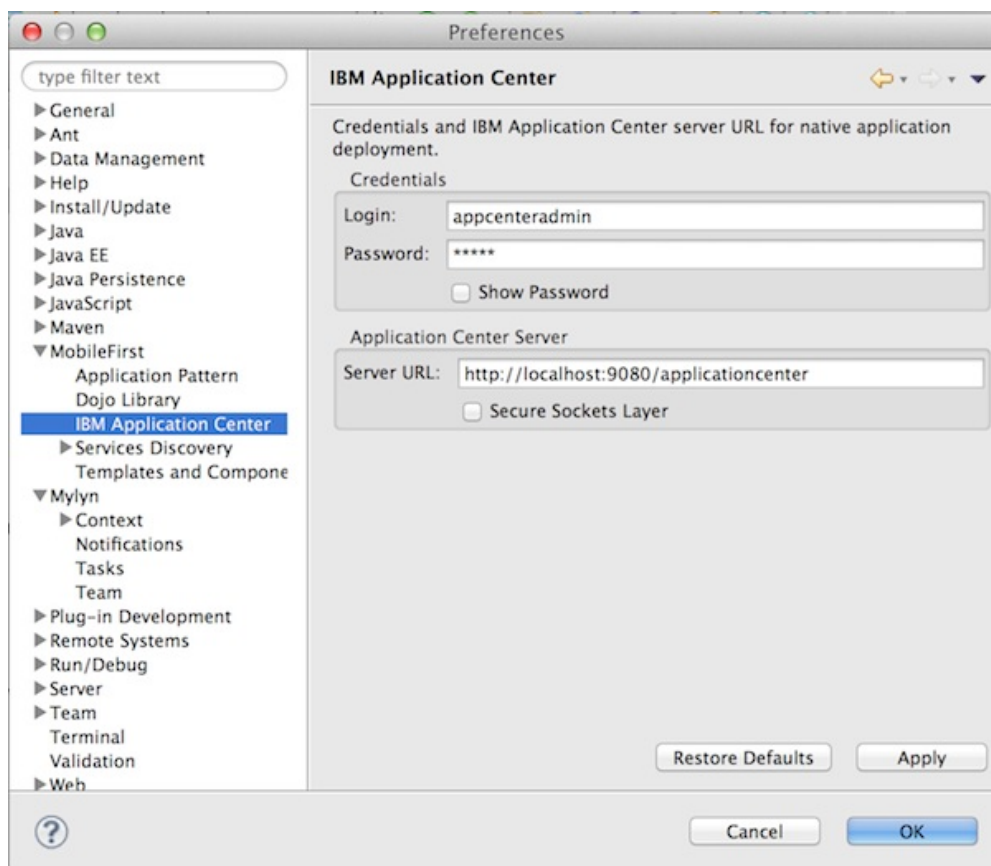 Preferences
type filter text
General
Ant
Data Management
Help
Install/Update
Java
Java EE
Java Persistence
JavaScript
Maven
MobileFirst
Application Pattern
Dojo Library
IBM Application Center
Services Discovery
Templates and Compone
Mylyn
Context
Notifications
Tasks
Team
Plug-in Development
Remote Systems
Run/Debug
Server
Team
Terminal
Validation
Web
IBM Application Center
Credentials and IBM Application Center server URL for native application
deployment.
Credentials
Login: appcenteradmin
Password: *****
Show Password
Application Center Server
Server URL: http://localhost:9080/applicationcenter
Secure Sockets Layer
Restore Defaults Apply
? Cancel OK